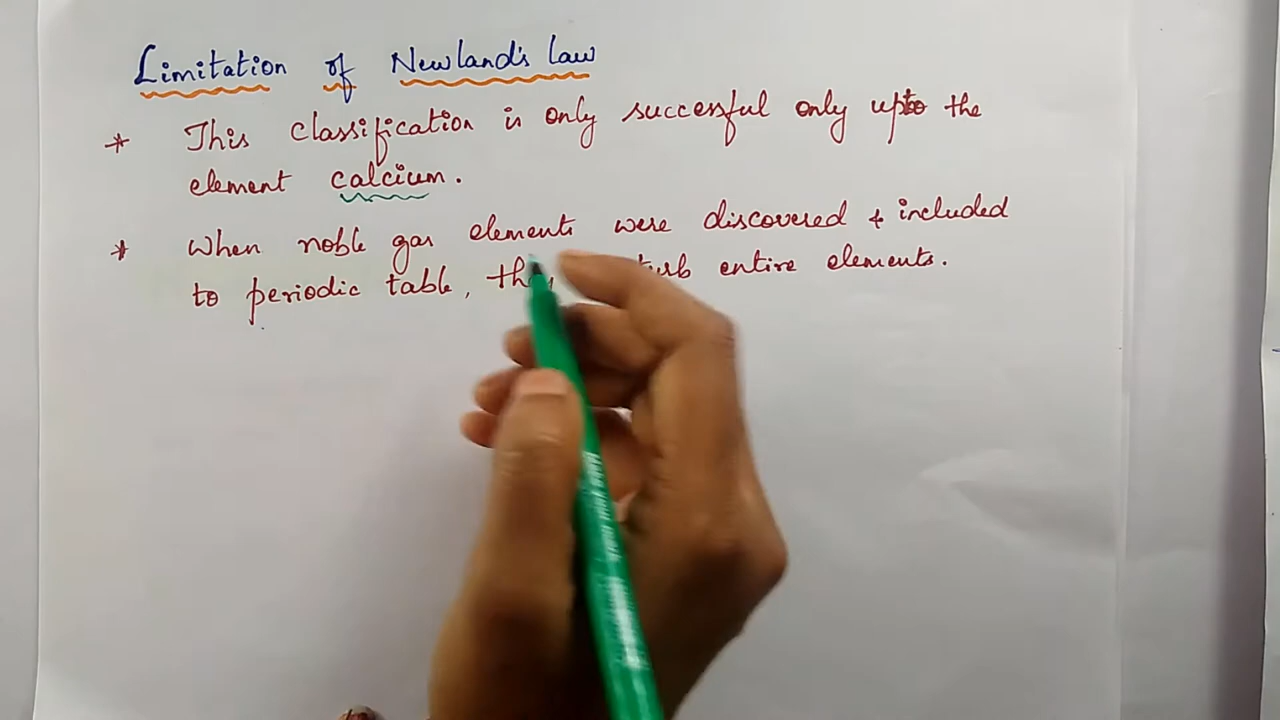 Limitation of Newland's law
* This classification is only successful only upto the
element calcium.
* When noble gas elements were discovered & included
to periodic table, they entire elements.